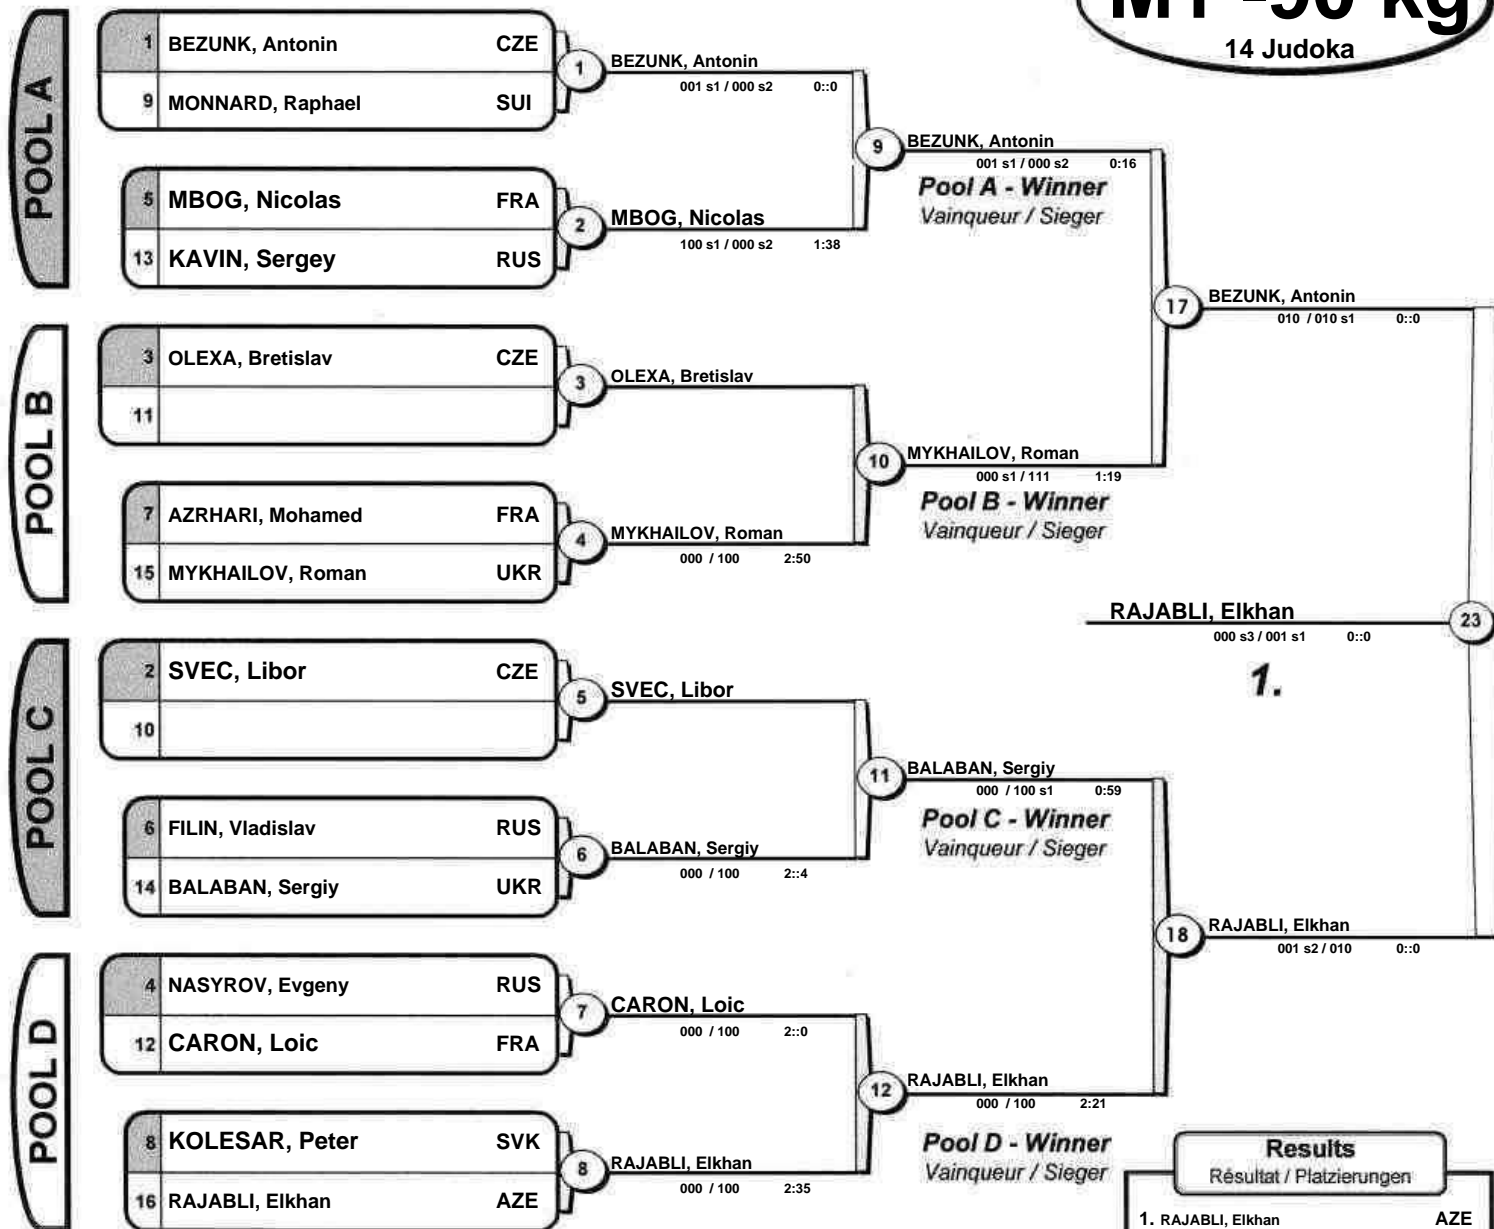 M1 -90 kg
14 Judoka
POOL A
1 BEZUNK, Antonin CZE
9 MONNARD, Raphael SUI
1
BEZUNK, Antonin
001 s1 / 000 s2 0::0
5 MBOG, Nicolas FRA
13 KAVIN, Sergey RUS
2
MBOG, Nicolas
100 s1 / 000 s2 1:38
9
BEZUNK, Antonin
001 s1 / 000 s2 0:16
Pool A - Winner
Vainqueur / Sieger
POOL B
3 OLEXA, Bretislav CZE
11
3
OLEXA, Bretislav
7 AZRHARI, Mohamed FRA
15 MYKHAILOV, Roman UKR
4
MYKHAILOV, Roman
000 / 100 2:50
10
MYKHAILOV, Roman
000 s1 / 111 1:19
Pool B - Winner
Vainqueur / Sieger
17
BEZUNK, Antonin
010 / 010 s1 0::0
RAJABLI, Elkhan
000 s3 / 001 s1 0::0
23
1.
POOL C
2 SVEC, Libor CZE
10
5
SVEC, Libor
6 FILIN, Vladislav RUS
14 BALABAN, Sergiy UKR
6
BALABAN, Sergiy
000 / 100 2::4
11
BALABAN, Sergiy
000 / 100 s1 0:59
Pool C - Winner
Vainqueur / Sieger
18
RAJABLI, Elkhan
001 s2 / 010 0::0
POOL D
4 NASYROV, Evgeny RUS
12 CARON, Loic FRA
7
CARON, Loic
000 / 100 2::0
8 KOLESAR, Peter SVK
16 RAJABLI, Elkhan AZE
8
RAJABLI, Elkhan
000 / 100 2:35
12
RAJABLI, Elkhan
000 / 100 2:21
Pool D - Winner
Vainqueur / Sieger
Results
Résultat / Platzierungen
1. RAJABLI, Elkhan AZE